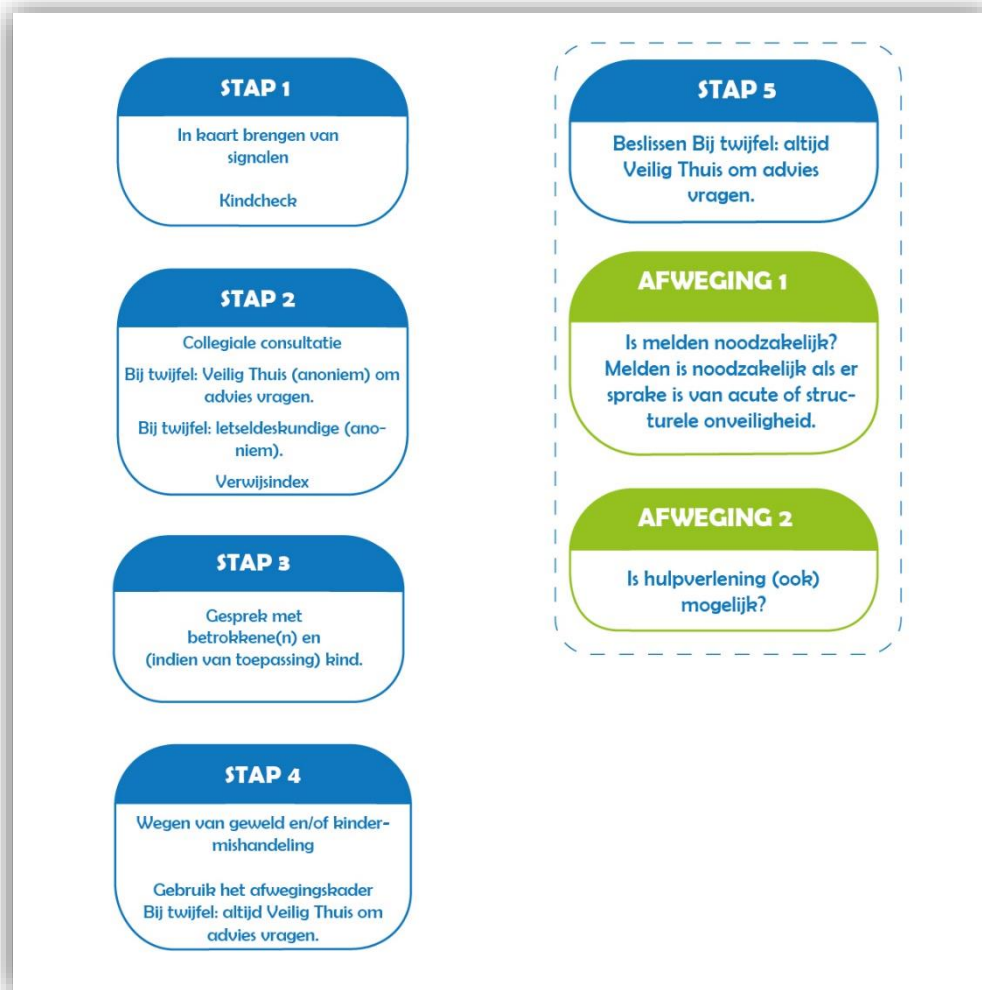 STAP 1
In kaart brengen van
signalen
Kindcheck
STAP 2
Collegiale consultatie
Bij twijfel: Veilig Thuis (anoniem) om
advies vragen.
Bij twijfel: letseldeskundige (ano-
niem).
Verwijsindex
STAP 3
Gesprek met
betrokkene(n) en
(indien van toepassing) kind.
STAP 4
Wegen van geweld en/of kinder-
mishandeling
Gebruik het afwegingskader
Bij twijfel: altijd Veilig Thuis om
advies vragen.
STAP 5
Beslissen Bij twijfel: altijd
Veilig Thuis om advies
vragen.
AFWEGING 1
Is melden noodzakelijk?
Melden is noodzakelijk als er
sprake is van acute of struc-
turele onveiligheid.
AFWEGING 2
Is hulpverlening (ook)
mogelijk?